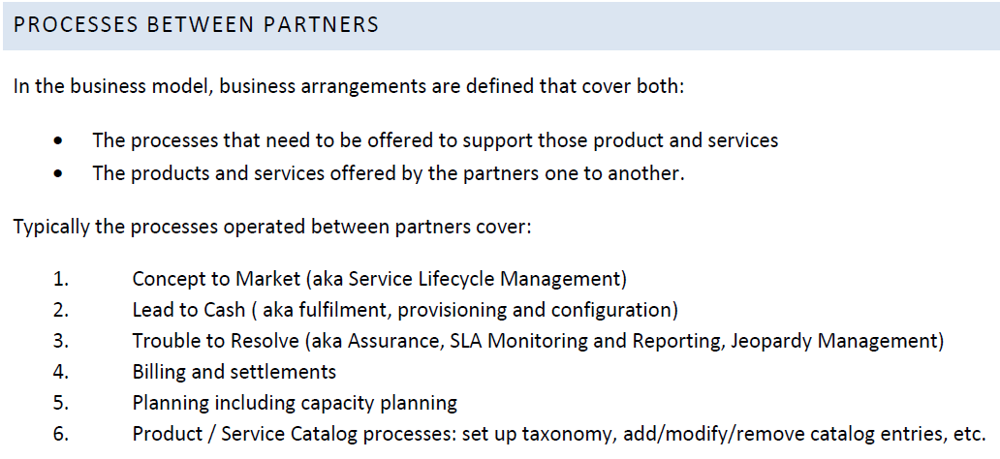 PROCESSES BETWEEN PARTNERS
In the business model, business arrangements are defined that cover both:
• The processes that need to be offered to support those product and services
• The products and services offered by the partners one to another.
Typically the processes operated between partners cover:
1. Concept to Market (aka Service Lifecycle Management)
2. Lead to Cash ( aka fulfilment, provisioning and configuration)
3. Trouble to Resolve (aka Assurance, SLA Monitoring and Reporting, Jeopardy Management)
4. Billing and settlements
5. Planning including capacity planning
6. Product / Service Catalog processes: set up taxonomy, add/modify/remove catalog entries, etc.